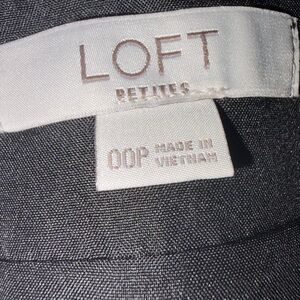 LOFT
PETITES
00P MADE IN
VIETNAM